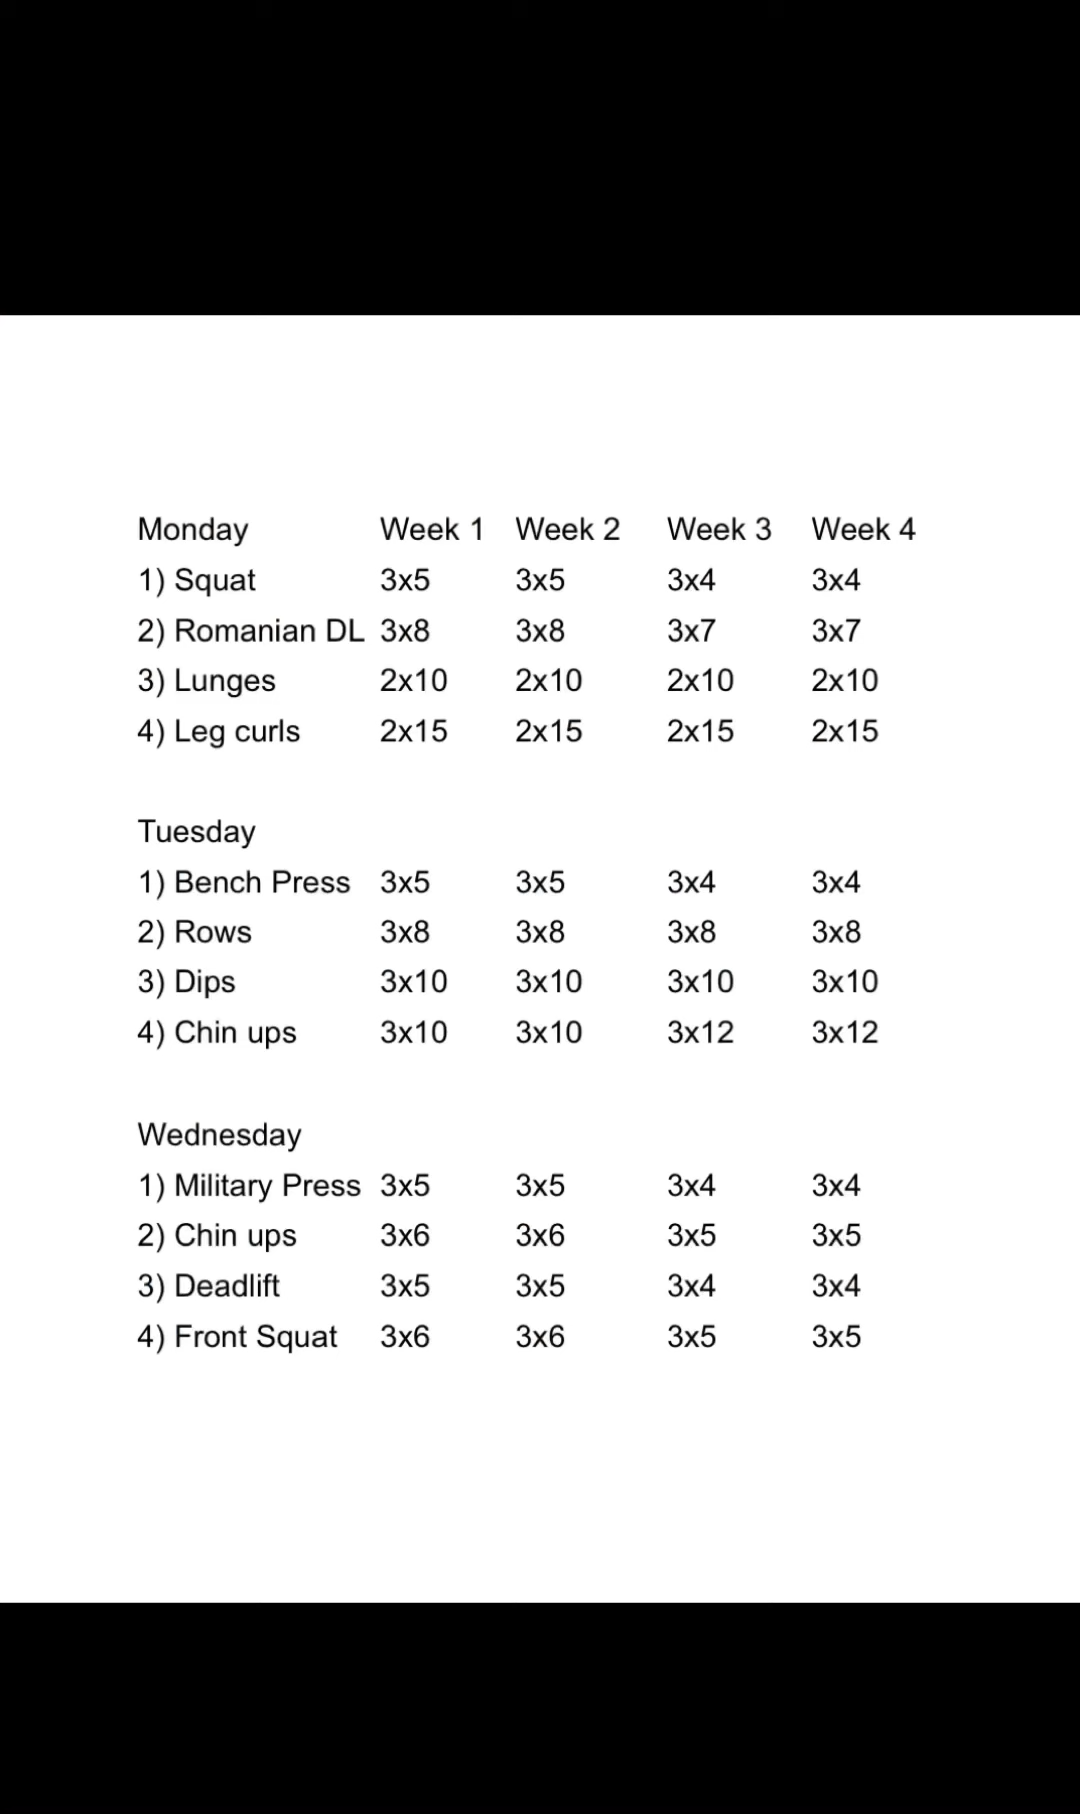 Monday Week 1 Week 2 Week 3 Week 4
1) Squat 3x5 3x5 3x4 3x4
2) Romanian DL 3x8 3x8 3x7 3x7
3) Lunges 2x10 2x10 2x10 2x10
4) Leg curls 2x15 2x15 2x15 2x15
Tuesday
1) Bench Press 3x5 3x5 3x4 3x4
2) Rows 3x8 3x8 3x8 3x8
3) Dips 3x10 3x10 3x10 3x10
4) Chin ups 3x10 3x10 3x12 3x12
Wednesday
1) Military Press 3x5 3x5 3x4 3x4
2) Chin ups 3x6 3x6 3x5 3x5
3) Deadlift 3x5 3x5 3x4 3x4
4) Front Squat 3x6 3x6 3x5 3x5